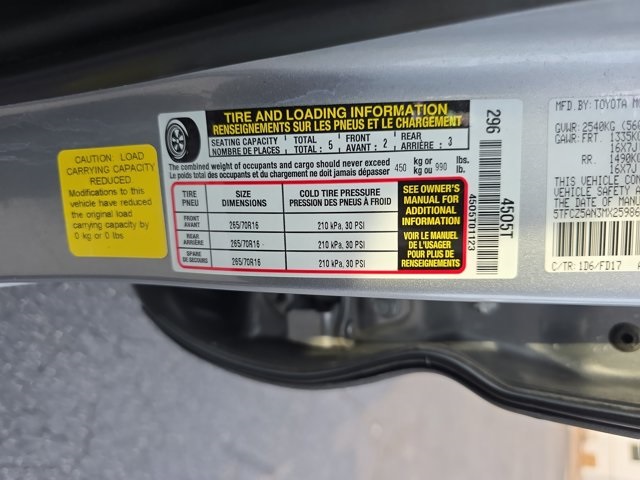 CAUTION: LOAD
CARRYING CAPACITY
REDUCED
Modifications to this
vehicle have reduced
the original load
carrying capacity by
0 kg or 0 lbs
TIRE AND LOADING INFORMATION
RENSEIGNEMENTS SUR LES PNEUS ET LE CHARGEMENT
SEATING CAPACITY TOTAL : 5 FRONT : 2 REAR : 3
NOMBRE DE PLACES TOTAL AVANT ARRIÈRE
The combined weight of occupants and cargo should never exceed 450 kg or 990 lbs.
Le poids total des occupants et du chargement ne doit jamais dépasser kg ou lb.
TIRE SIZE COLD TIRE PRESSURE
PNEU DIMENSIONS PRESSION DES PNEUS À FROID
FRONT
AVANT 265/70R16 210 kPa, 30 PSI
REAR
ARRIÈRE 265/70R16 210 kPa, 30 PSI
SPARE
DE SECOURS 265/70R16 210 kPa, 30 PSI
SEE OWNER'S
MANUAL FOR
ADDITIONAL
INFORMATION
VOIR LE MANUEL
DE L'USAGER
POUR PLUS DE
RENSEIGNEMENTS
296
4505T
4505T01123
MFD.BY: TOYOTA MO
GVWR: 2540KG (560
GAWR: FRT. 1335K
16X7J
RR. 1490K
16X7J
THIS VEHICLE CON
VEHICLE SAFETY
THE DATE OF MANU
C/TR: 1D6/FD17 A